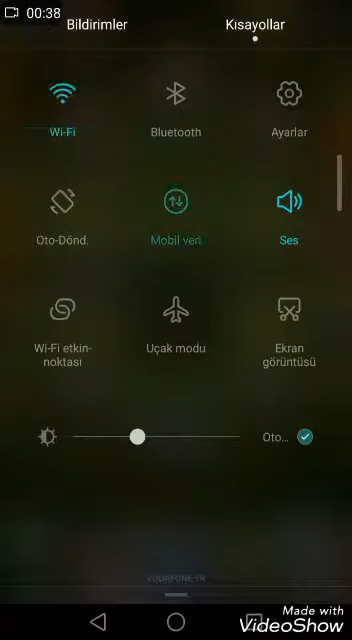 00:38
Bildirimler
Kısayollar
Wi-Fi
Bluetooth
Ayarlar
Oto-Dönd.
Mobil veri
Ses
Wi-Fi etkin-
noktası
Uçak modu
Ekran
görüntüsü
Oto...
VODAFONE TR
Made with
VideoShow